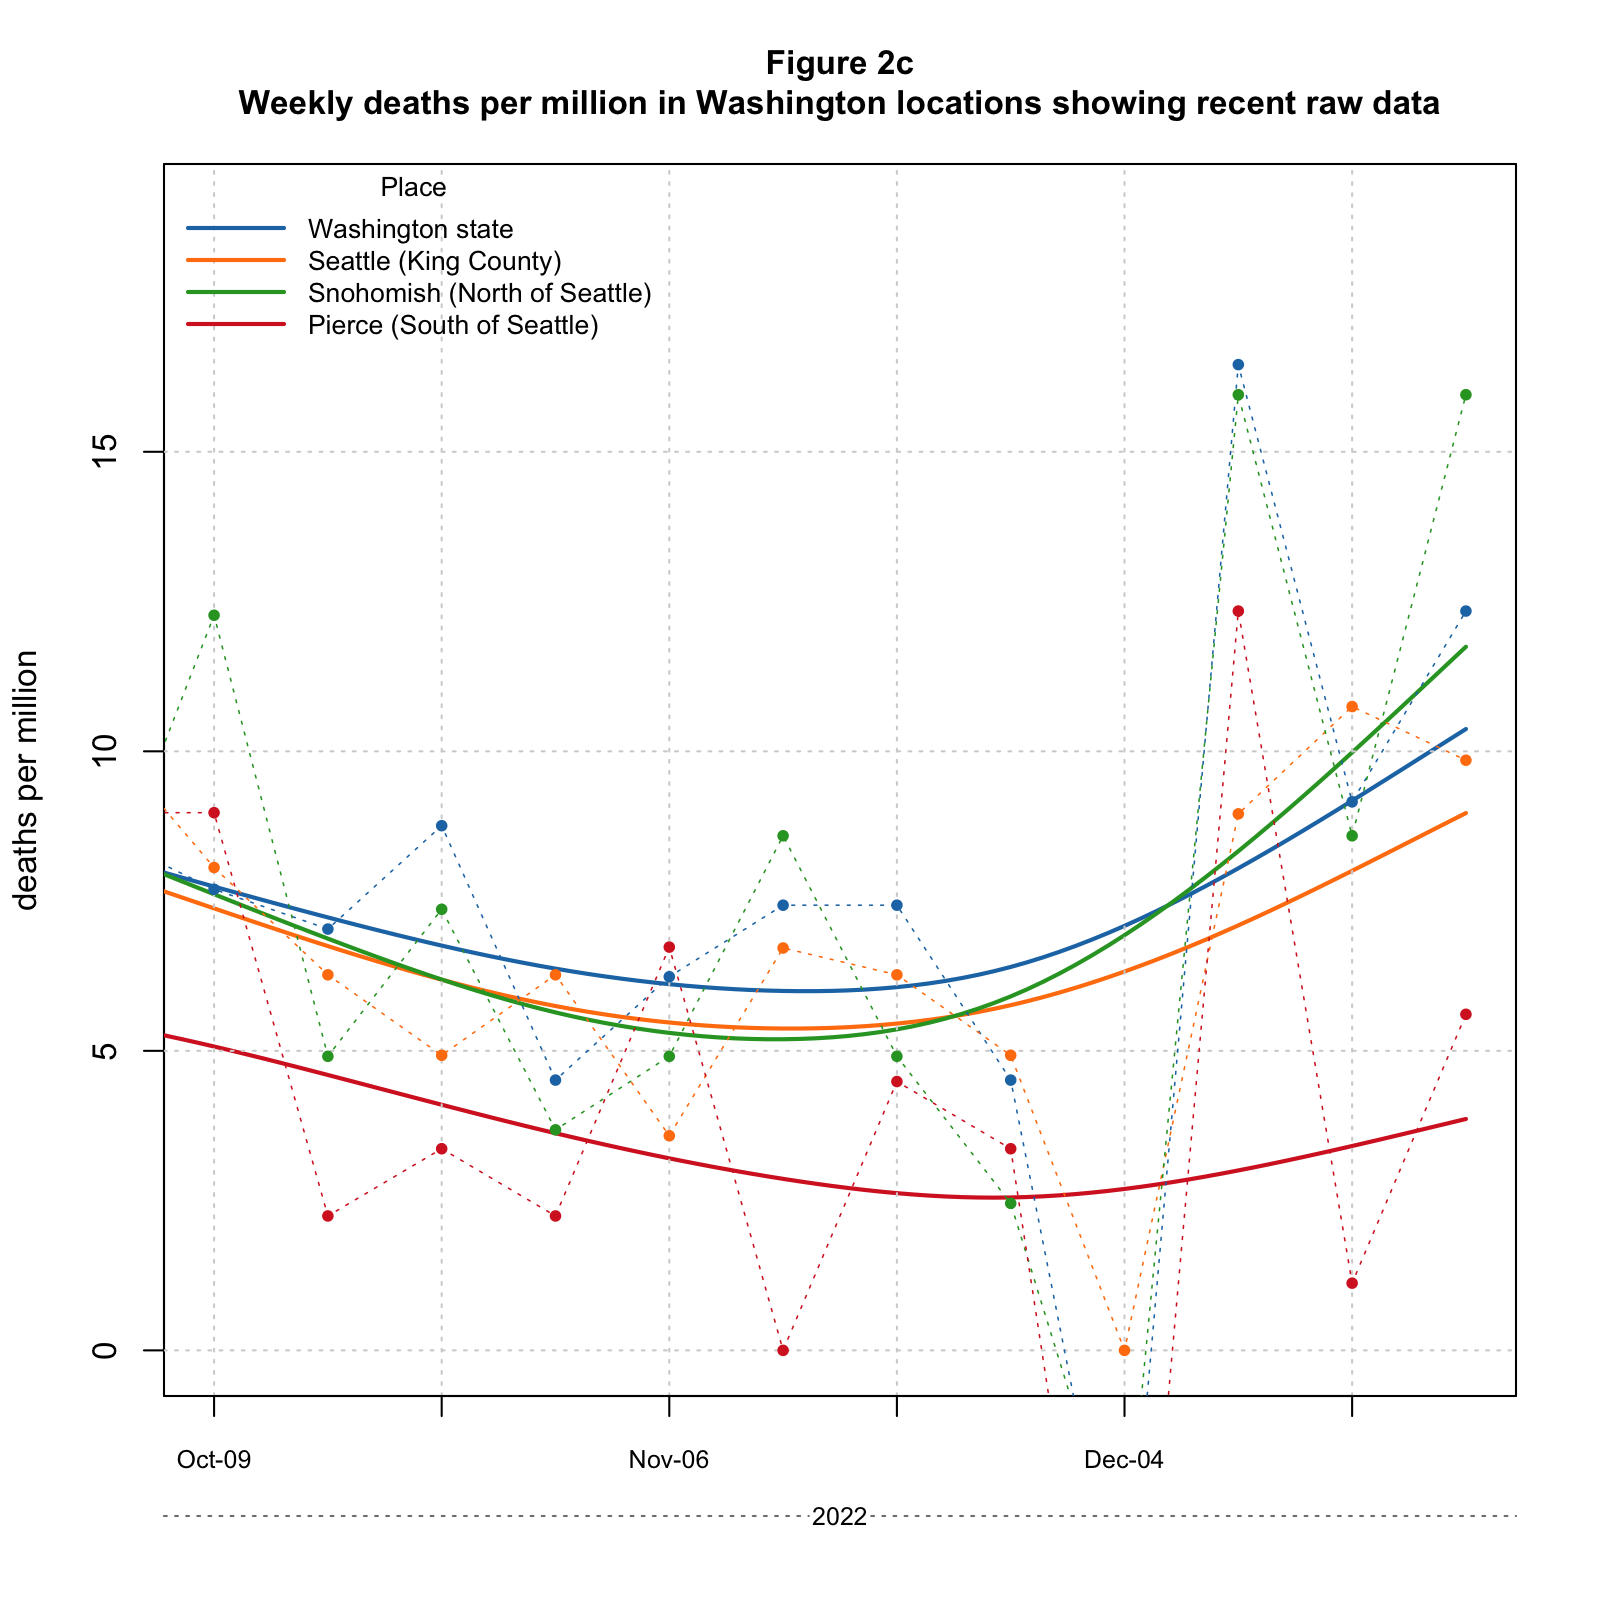 Figure 2c
Weekly deaths per million in Washington locations showing recent raw data
Place
Washington state
Seattle (King County)
Snohomish (North of Seattle)
Pierce (South of Seattle)
deaths per million
15
10
5
0
Oct-09
Nov-06
Dec-04
2022